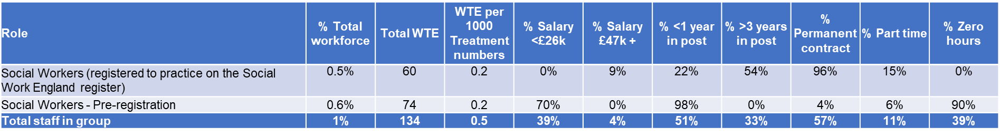 Role % Total workforce Total WTE WTE per 1000 Treatment numbers % Salary <£26k % Salary £47k + % <1 year in post % >3 years in post % Permanent contract % Part time % Zero hours
Social Workers (registered to practice on the Social 0.5% 60 0.2 0% 9% 22% 54% 96% 15% 0%
Work England register)
Social Workers - Pre-registration 0.6% 74 0.2 70% 0% 98% 0% 4% 6% 90%
Total staff in group 1% 134 0.5 39% 4% 51% 33% 57% 11% 39%